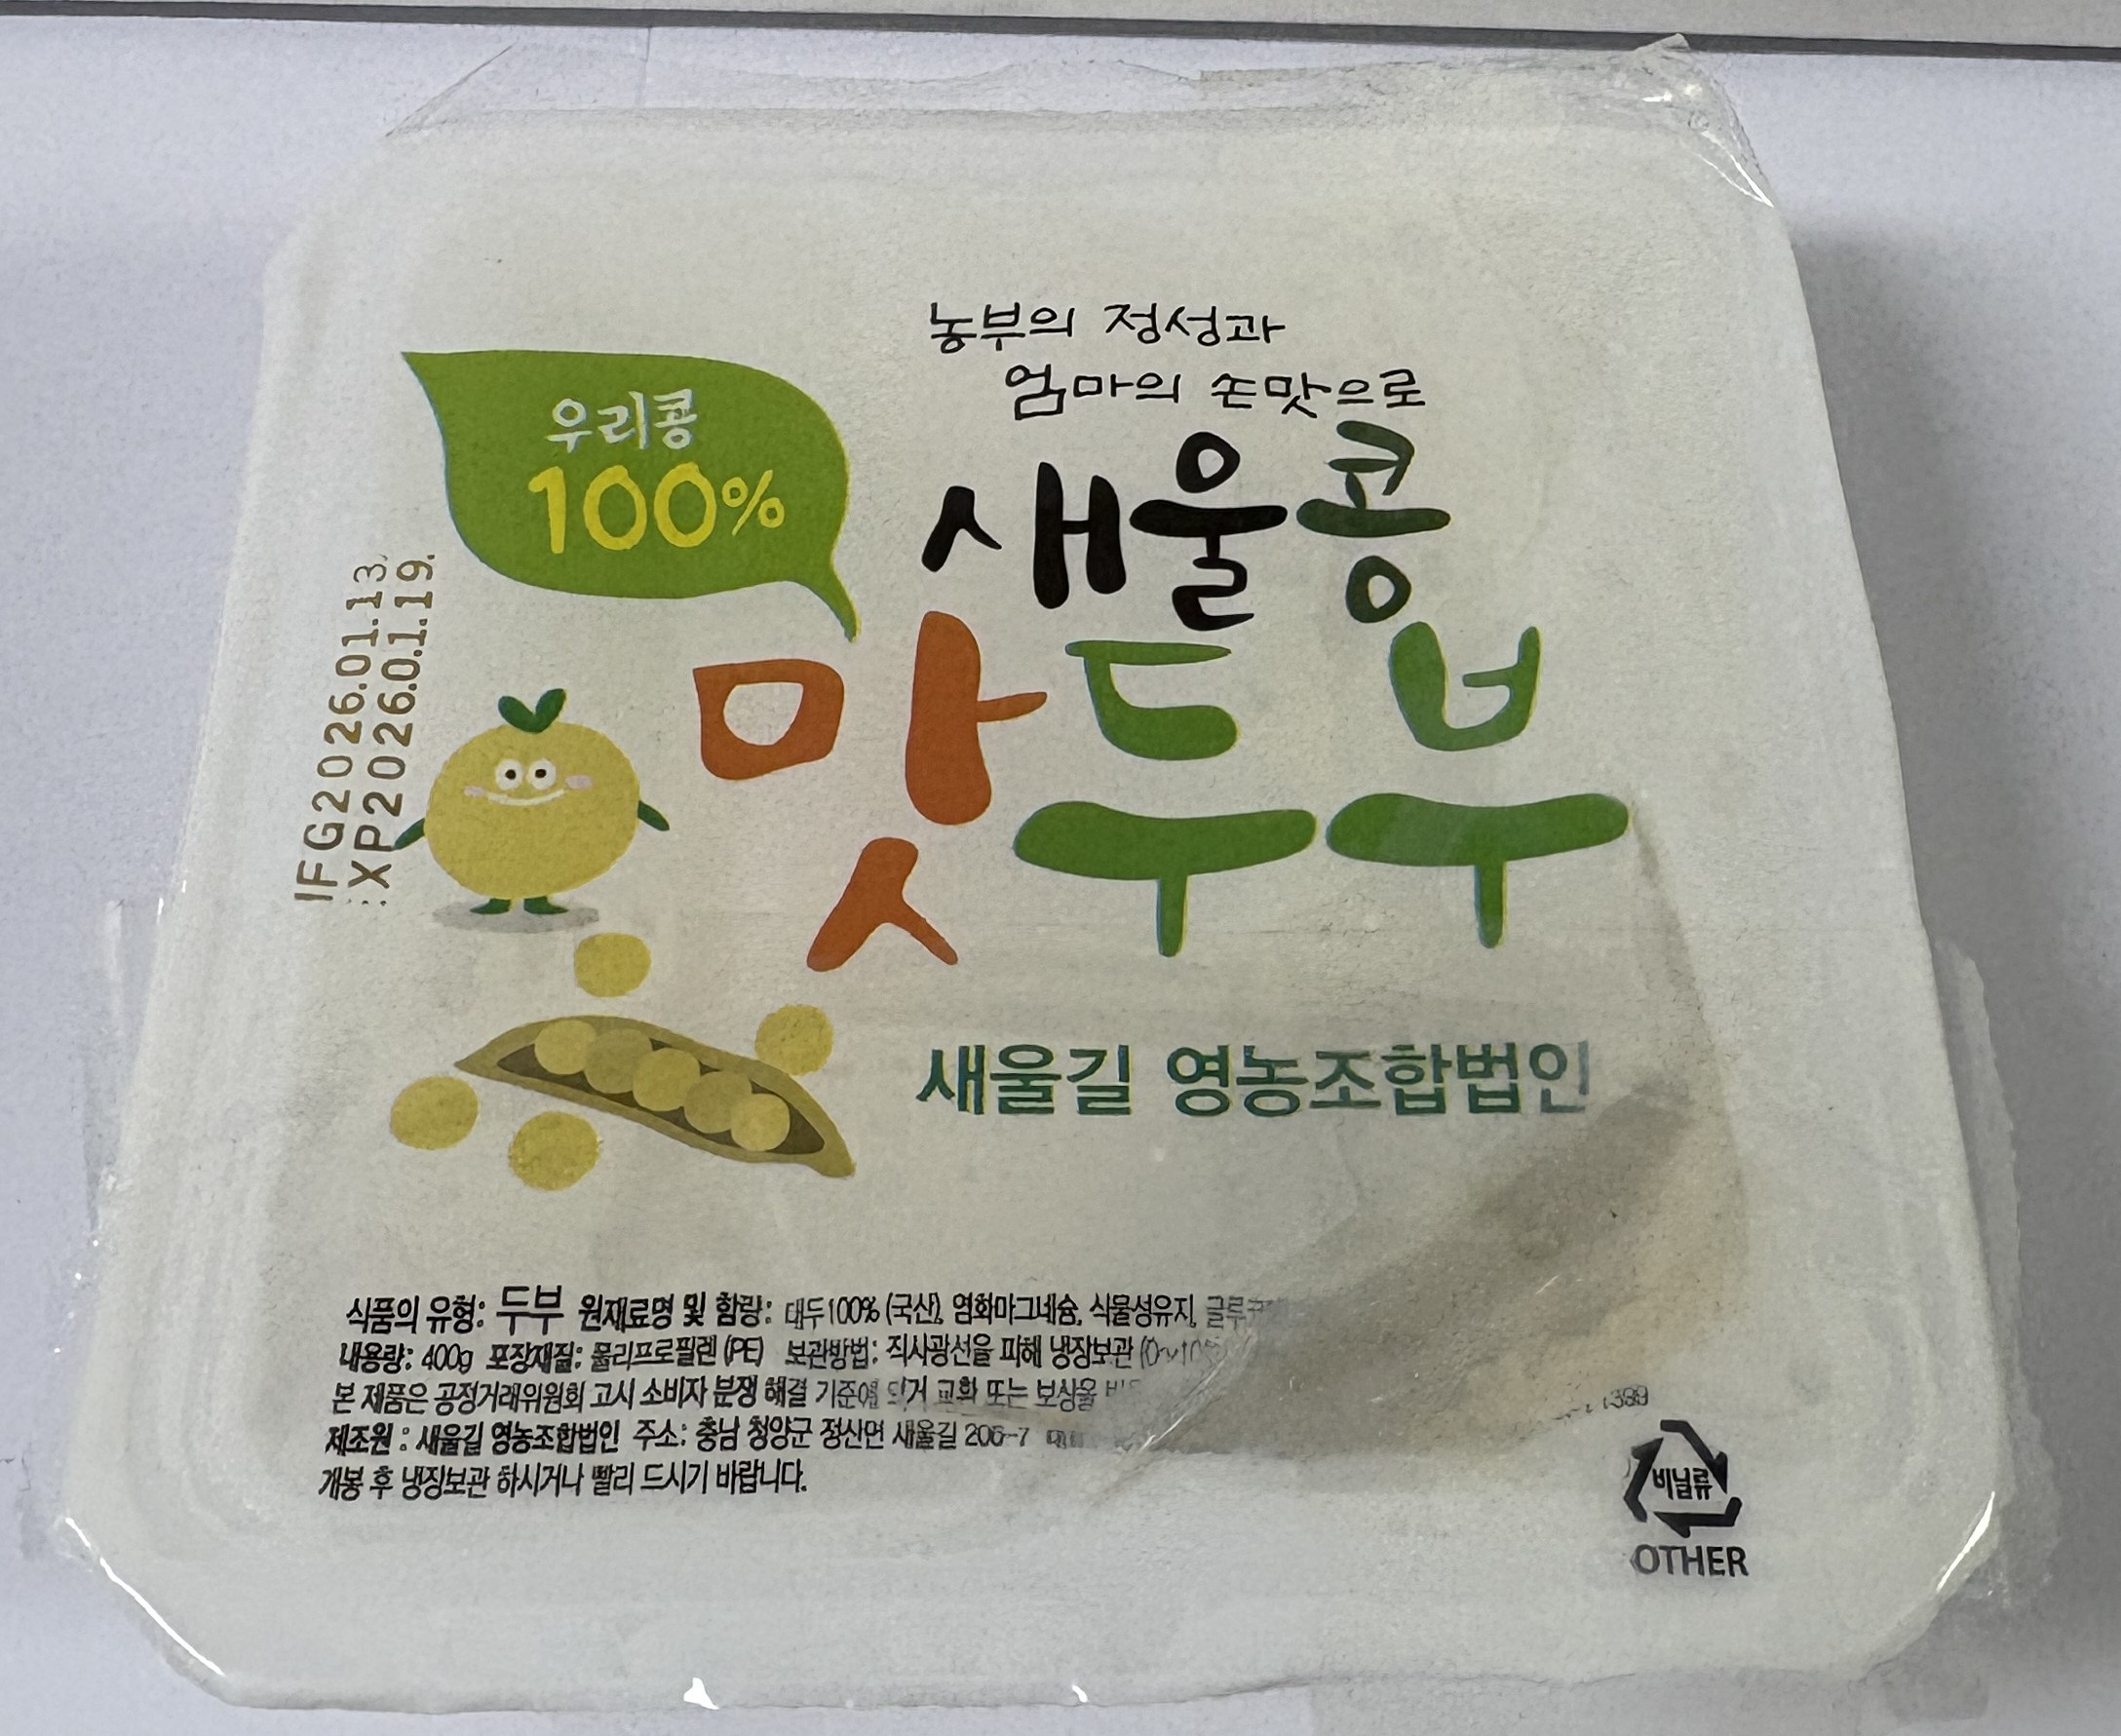 농부의 정성과
엄마의 손맛으로
우리콩
100%
새울콩
맛두부
IFG2026.01.13.
XP2026.01.19.
새울길 영농조합법인
식품의 유형: 두부 원재료명 및 함량: 대두100% (국산), 염화마그네슘, 식물성유지,
내용량: 400g 포장재질: 폴리프로필렌(PE) 보관방법: 직사광선을 피해 냉장보관
본 제품은 공정거래위원회 고시 소비자 분쟁 해결 기준에 의거 교환 또는 보상을
제조원 : 새울길 영농조합법인 주소: 충남 청양군 정산면 새울길 206-7
개봉 후 냉장보관 하시거나 빨리 드시기 바랍니다.
비닐류
OTHER